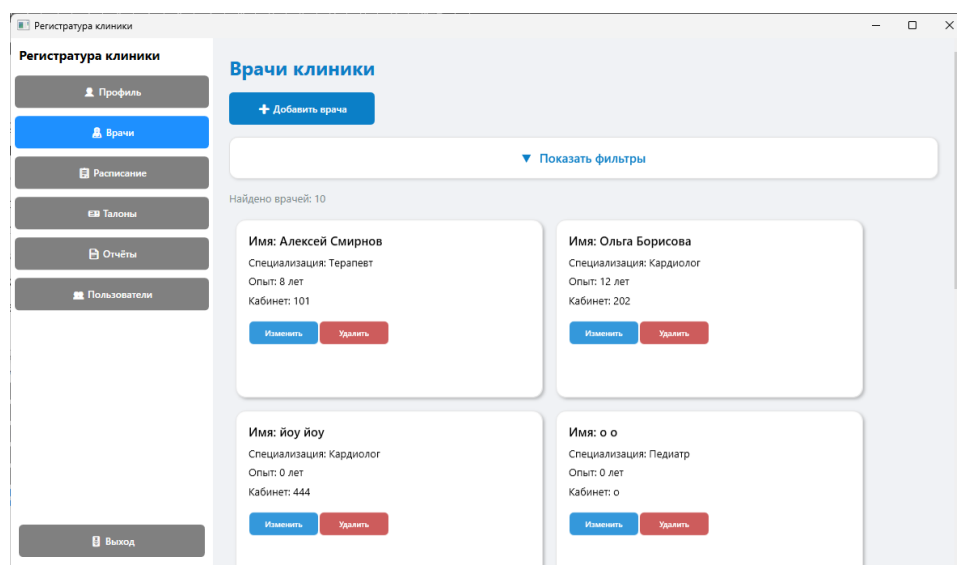 Регистратура клиники
Регистратура клиники
Профиль
Врачи
Расписание
Талоны
Отчёты
Пользователи
Выход
Врачи клиники
+ Добавить врача
▼ Показать фильтры
Найдено врачей: 10
Имя: Алексей Смирнов
Специализация: Терапевт
Опыт: 8 лет
Кабинет: 101
Изменить Удалить
Имя: Ольга Борисова
Специализация: Кардиолог
Опыт: 12 лет
Кабинет: 202
Изменить Удалить
Имя: йоу йоу
Специализация: Кардиолог
Опыт: 0 лет
Кабинет: 444
Изменить Удалить
Имя: о о
Специализация: Педиатр
Опыт: 0 лет
Кабинет: о
Изменить Удалить